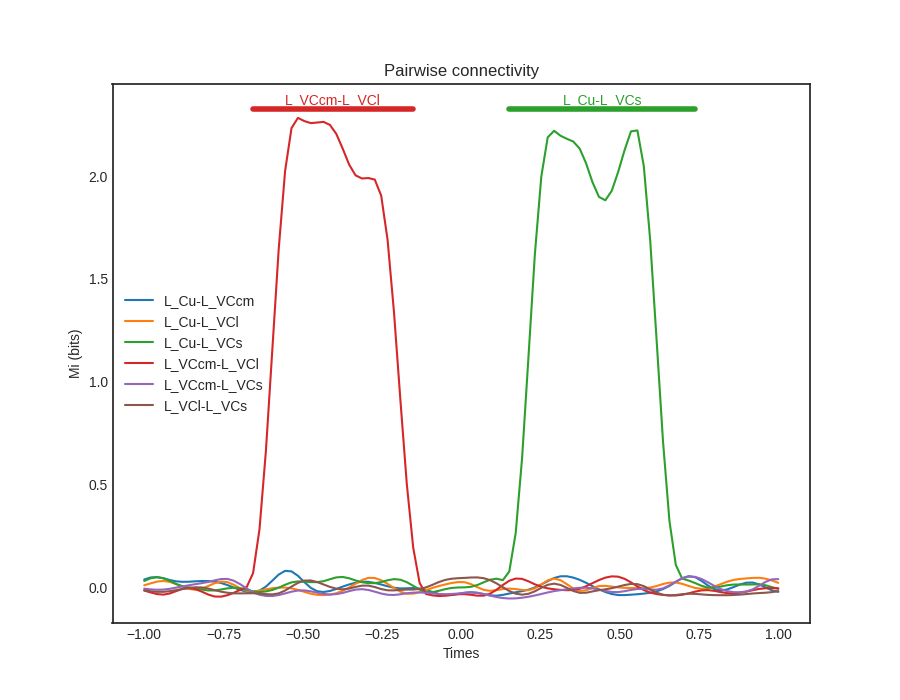 Pairwise connectivity
L_VCcm-L_VCl
L_Cu-L_VCs
2.0
1.5
1.0
0.5
0.0
Mi (bits)
L_Cu-L_VCcm
L_Cu-L_VCl
L_Cu-L_VCs
L_VCcm-L_VCl
L_VCcm-L_VCs
L_VCl-L_VCs
−1.00 −0.75 −0.50 −0.25 0.00 0.25 0.50 0.75 1.00
Times